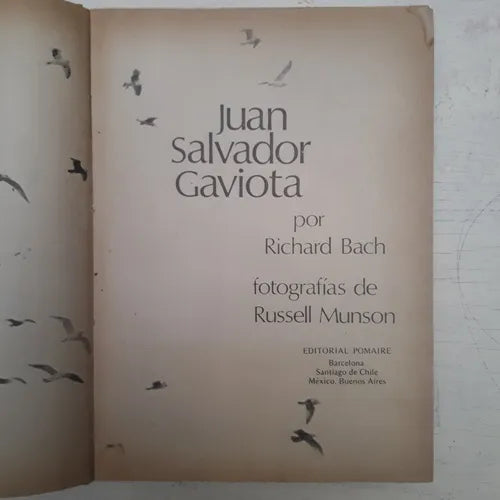 Juan
Salvador
Gaviota
por
Richard Bach
fotografías de
Russell Munson
EDITORIAL POMAIRE
Barcelona
Santiago de Chile
México. Buenos Aires